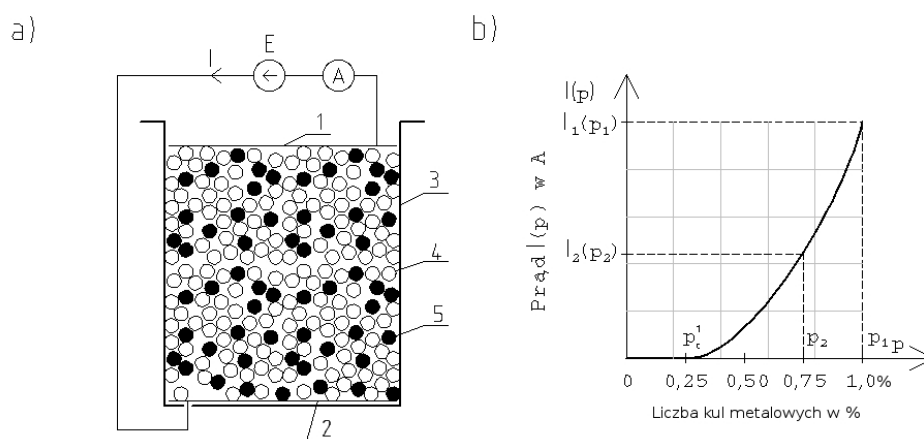 a)
I E A
1
3
4
5
2
b)
I(p)
I₁(p₁)
I₂(p₂)
Prąd I(p) w A
p꜀¹ p₂ p₁ p
0 0,25 0,50 0,75 1,0%
Liczba kul metalowych w %